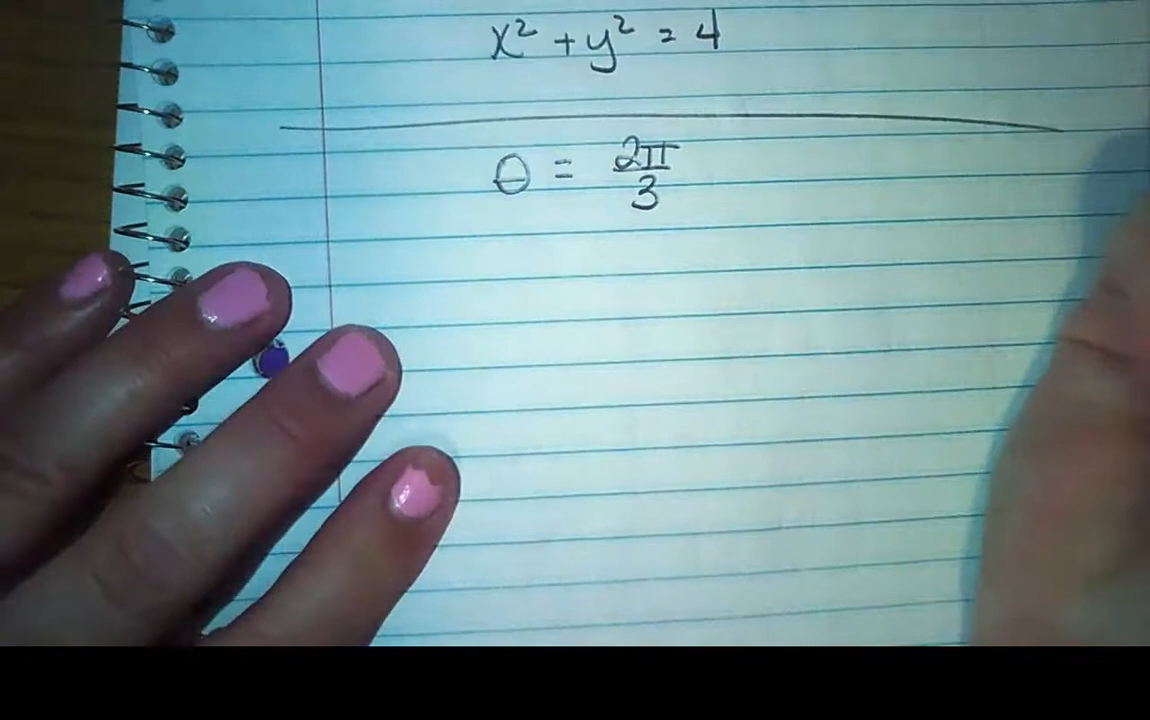 x² + y² = 4
θ = 2π/3